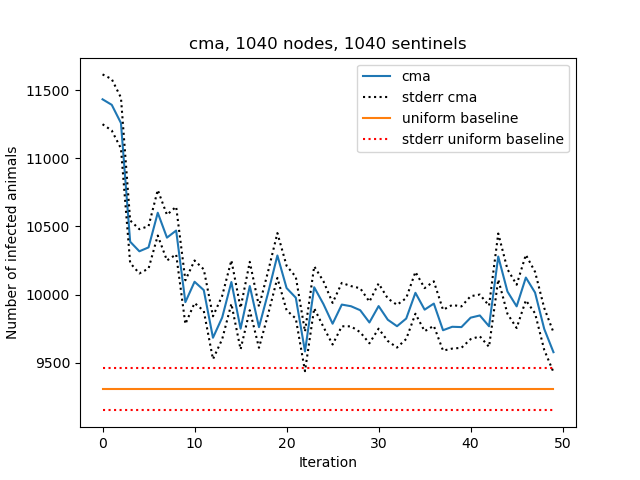 cma, 1040 nodes, 1040 sentinels
cma
stderr cma
uniform baseline
stderr uniform baseline
Number of infected animals
11500
11000
10500
10000
9500
0 10 20 30 40 50
Iteration